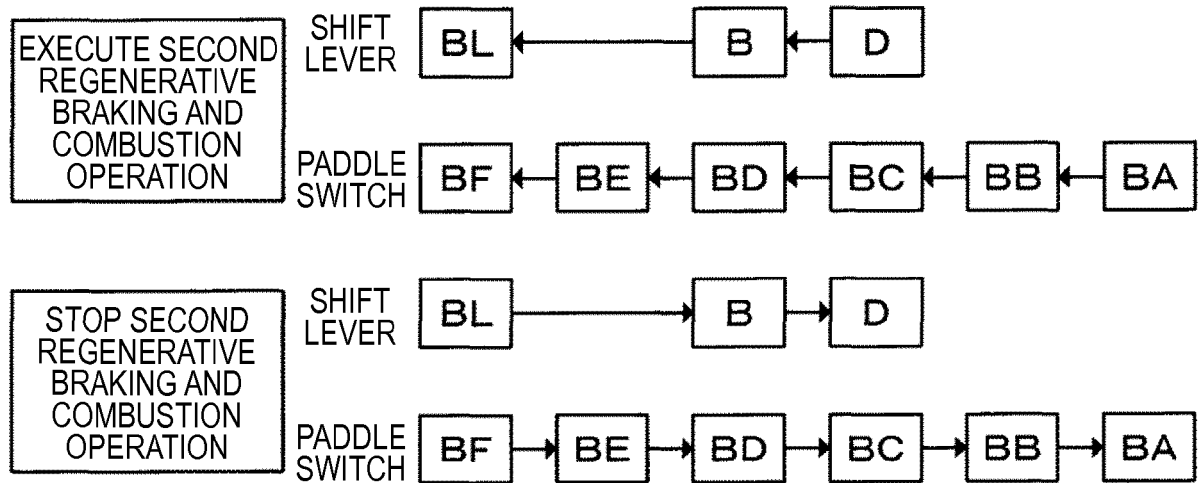 EXECUTE SECOND
REGENERATIVE
BRAKING AND
COMBUSTION
OPERATION
SHIFT
LEVER
BL B D
PADDLE
SWITCH
BF BE BD BC BB BA
STOP SECOND
REGENERATIVE
BRAKING AND
COMBUSTION
OPERATION
SHIFT
LEVER
BL B D
PADDLE
SWITCH
BF BE BD BC BB BA